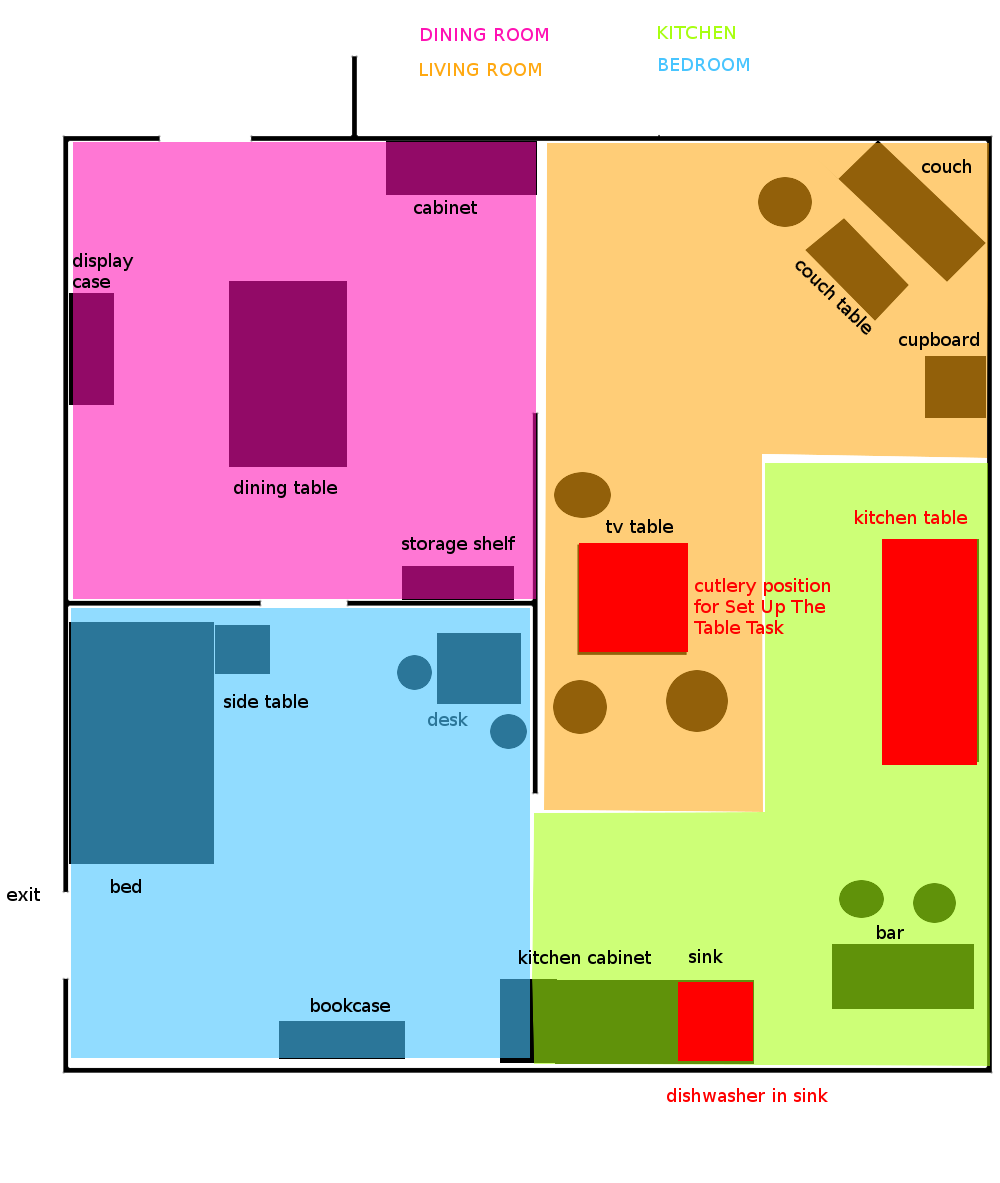 DINING ROOM
KITCHEN
LIVING ROOM
BEDROOM
couch
cabinet
display
case
couch table
cupboard
dining table
kitchen table
tv table
storage shelf
cutlery position
for Set Up The
Table Task
side table
desk
bed
exit
bar
kitchen cabinet
sink
bookcase
dishwasher in sink